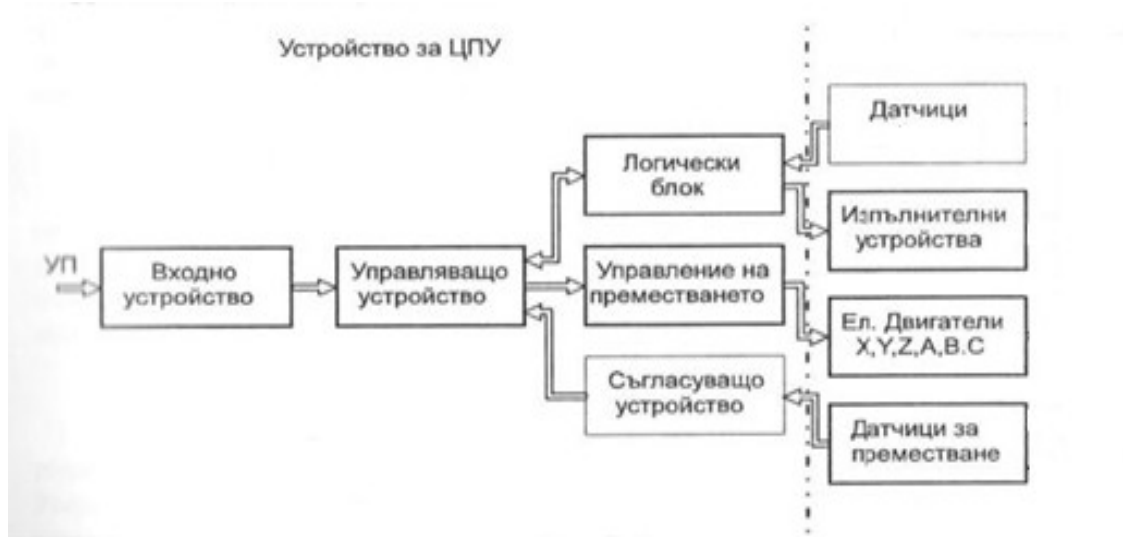 Устройство за ЦПУ
Датчици
Логически
блок
Изпълнителни
устройства
УП
Входно
устройство
Управляващо
устройство
Управление на
преместването
Ел. Двигатели
X,Y,Z,A,B.C
Съгласуващо
устройство
Датчици за
преместване